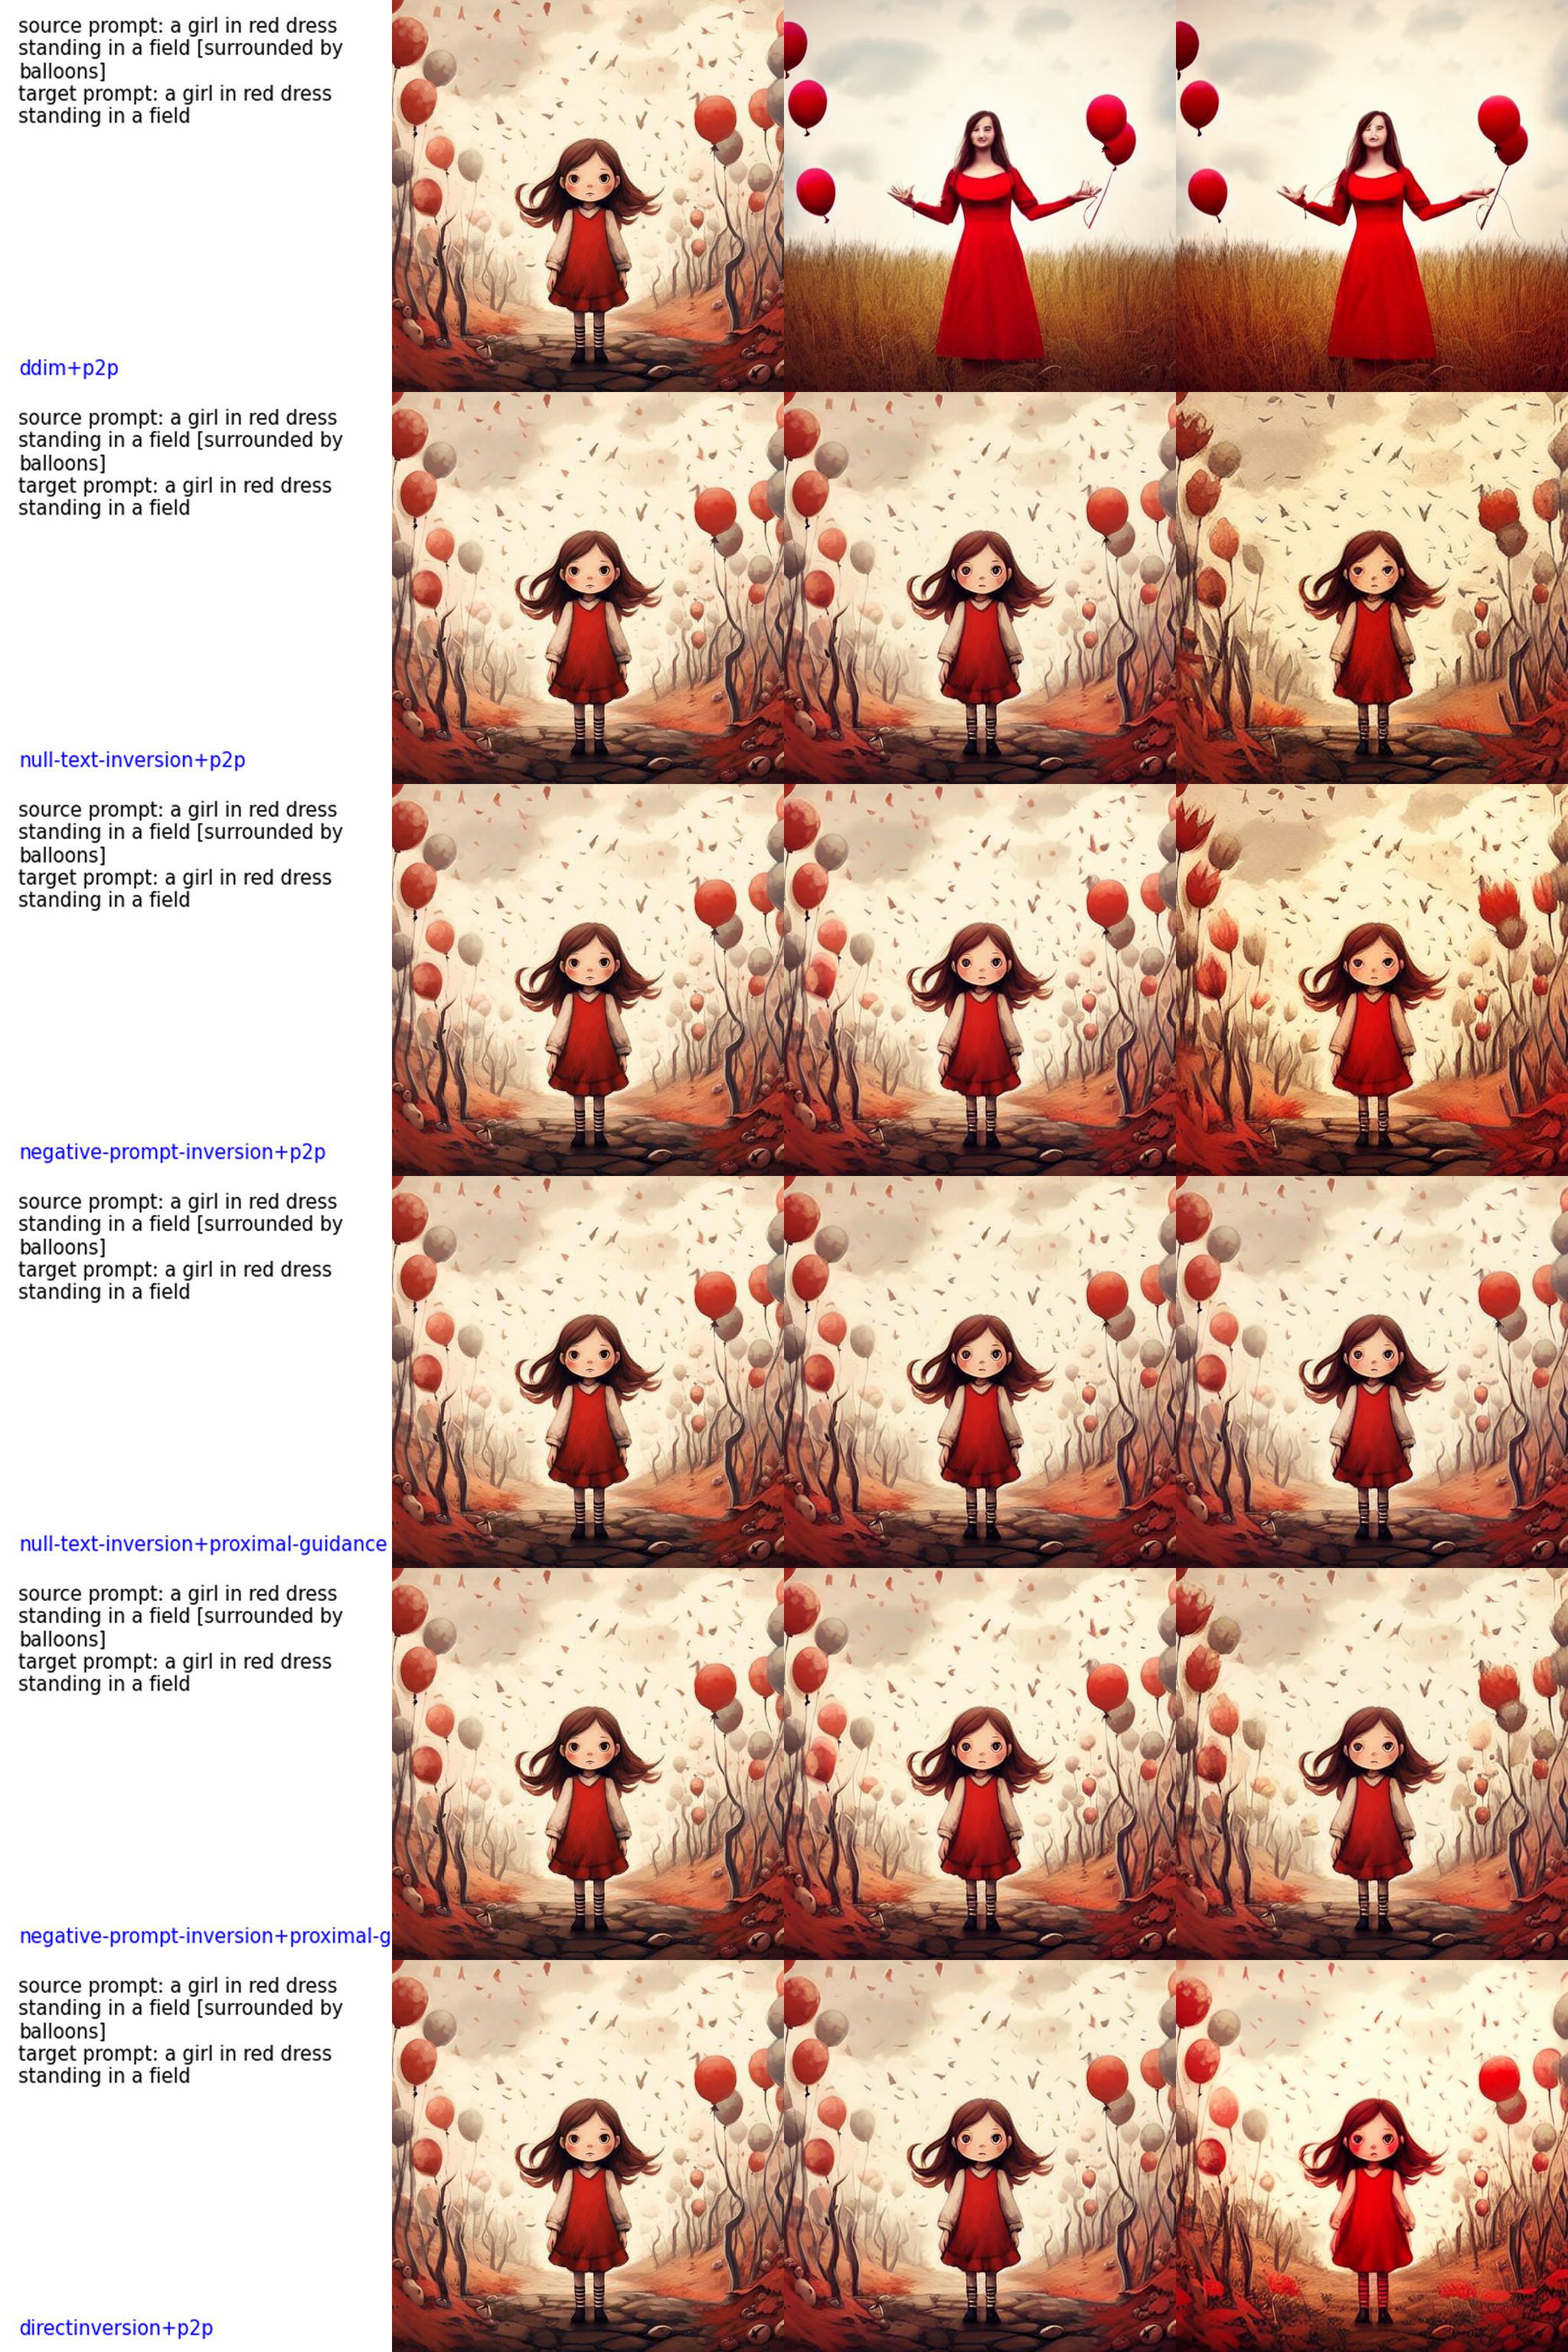 source prompt: a girl in red dress
standing in a field [surrounded by
balloons]
target prompt: a girl in red dress
standing in a field
ddim+p2p
source prompt: a girl in red dress
standing in a field [surrounded by
balloons]
target prompt: a girl in red dress
standing in a field
null-text-inversion+p2p
source prompt: a girl in red dress
standing in a field [surrounded by
balloons]
target prompt: a girl in red dress
standing in a field
negative-prompt-inversion+p2p
source prompt: a girl in red dress
standing in a field [surrounded by
balloons]
target prompt: a girl in red dress
standing in a field
null-text-inversion+proximal-guidance
source prompt: a girl in red dress
standing in a field [surrounded by
balloons]
target prompt: a girl in red dress
standing in a field
negative-prompt-inversion+proximal-g
source prompt: a girl in red dress
standing in a field [surrounded by
balloons]
target prompt: a girl in red dress
standing in a field
directinversion+p2p